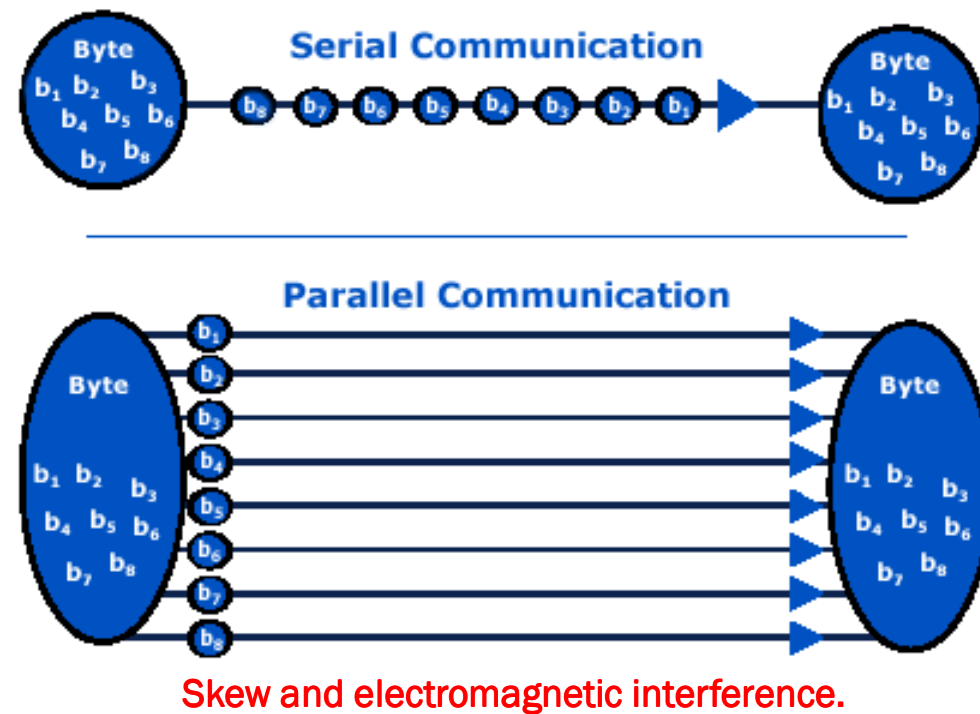 Serial Communication
Byte
b₁ b₂ b₃
b₄ b₅ b₆
b₇ b₈
b₈ b₇ b₆ b₅ b₄ b₃ b₂ b₁
Byte
b₁ b₂ b₃
b₄ b₅ b₆
b₇ b₈
Parallel Communication
Byte
b₁ b₂ b₃
b₄ b₅ b₆
b₇ b₈
b₁
b₂
b₃
b₄
b₅
b₆
b₇
b₈
Byte
b₁ b₂ b₃
b₄ b₅ b₆
b₇ b₈
Skew and electromagnetic interference.